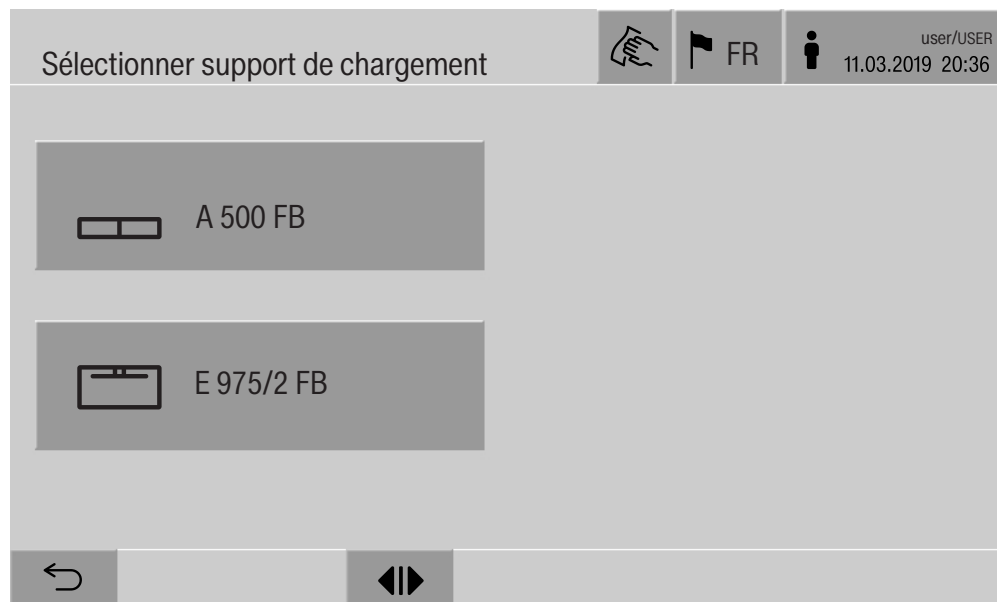 Sélectionner support de chargement
FR
user/USER
11.03.2019 20:36
A 500 FB
E 975/2 FB